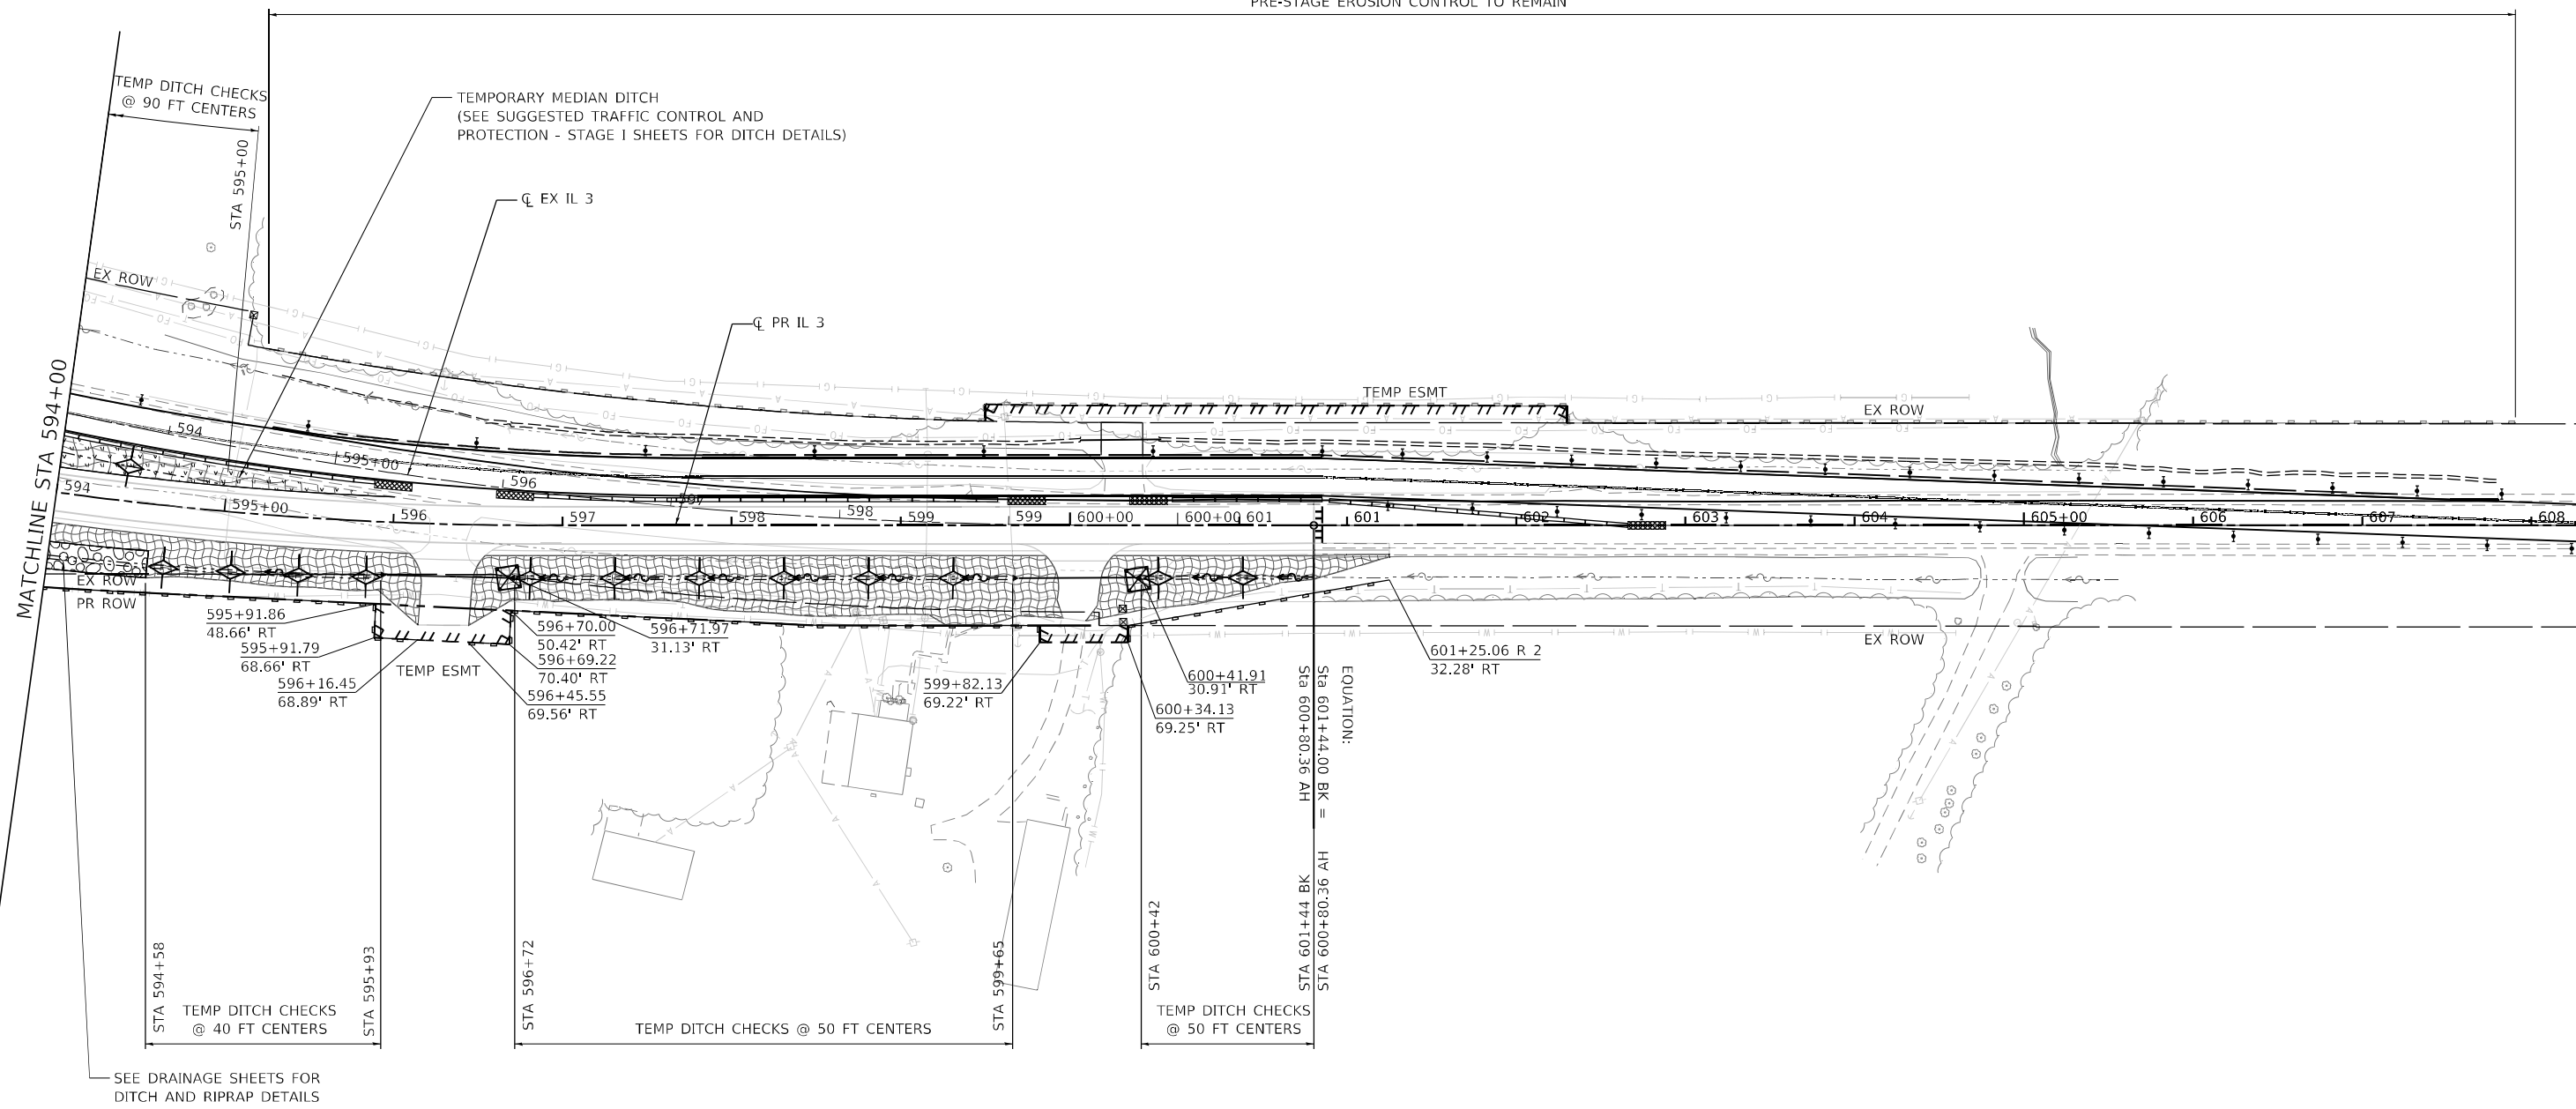 PRE-STAGE EROSION CONTROL TO REMAIN
TEMP DITCH CHECKS
@ 90 FT CENTERS
STA 595+00
TEMPORARY MEDIAN DITCH
(SEE SUGGESTED TRAFFIC CONTROL AND
PROTECTION - STAGE I SHEETS FOR DITCH DETAILS)
℄ EX IL 3
℄ PR IL 3
MATCHLINE STA 594+00
EX ROW
TEMP ESMT
EX ROW
594
595+00
596
597
598
599
600+00
601
594
595+00
596
597
598
599
600+00
601
602
603
604
605+00
606
607
608
EX ROW
PR ROW
595+91.86
48.66' RT
595+91.79
68.66' RT
596+16.45
68.89' RT
TEMP ESMT
596+70.00
50.42' RT
596+69.22
70.40' RT
596+45.55
69.56' RT
596+71.97
31.13' RT
599+82.13
69.22' RT
600+41.91
30.91' RT
600+34.13
69.25' RT
601+25.06 R 2
32.28' RT
EX ROW
EQUATION:
Sta 601+44.00 BK =
Sta 600+80.36 AH
STA 594+58
STA 595+93
STA 596+72
STA 599+65
STA 600+42
STA 601+44 BK
STA 600+80.36 AH
TEMP DITCH CHECKS
@ 40 FT CENTERS
TEMP DITCH CHECKS @ 50 FT CENTERS
TEMP DITCH CHECKS
@ 50 FT CENTERS
SEE DRAINAGE SHEETS FOR
DITCH AND RIPRAP DETAILS